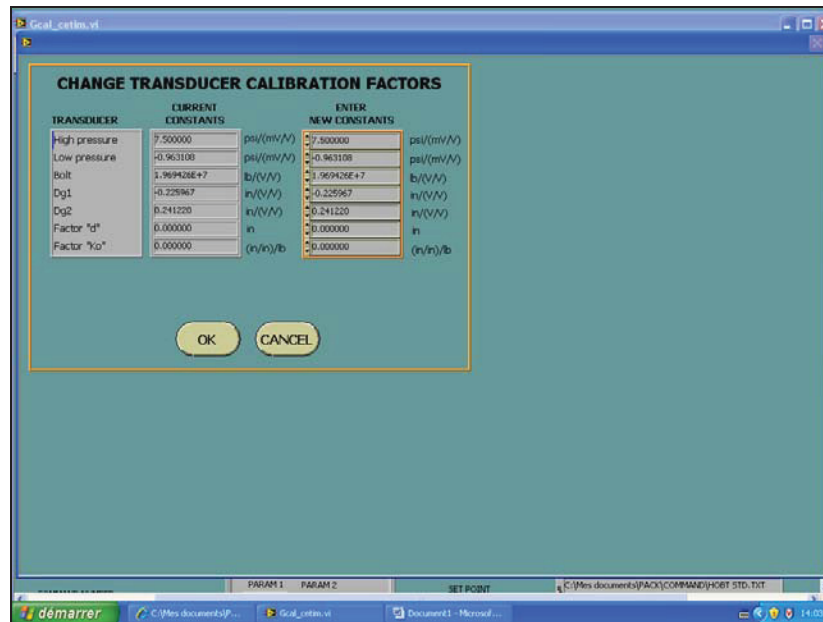 Gcal_cetim.vi
CHANGE TRANSDUCER CALIBRATION FACTORS
TRANSDUCER CURRENT CONSTANTS ENTER NEW CONSTANTS
High pressure 7.500000 psi/(mV/V) 7.500000 psi/(mV/V)
Low pressure -0.963108 psi/(mV/V) -0.963108 psi/(mV/V)
Bolt 1.969426E+7 lb/(V/V) 1.969426E+7 lb/(V/V)
Dg1 -0.225967 in/(V/V) -0.225967 in/(V/V)
Dg2 0.241220 in/(V/V) 0.241220 in/(V/V)
Factor "d" 0.000000 in 0.000000 in
Factor "Ko" 0.000000 (in/in)/lb 0.000000 (in/in)/lb
OK CANCEL
PARAM 1 PARAM 2 SET POINT C:\Mes documents\PACK\COMMAND\HOBT STD.TXT
démarrer C:\Mes documents\P... Gcal_cetim.vi Document1 - Microsof... 14:03